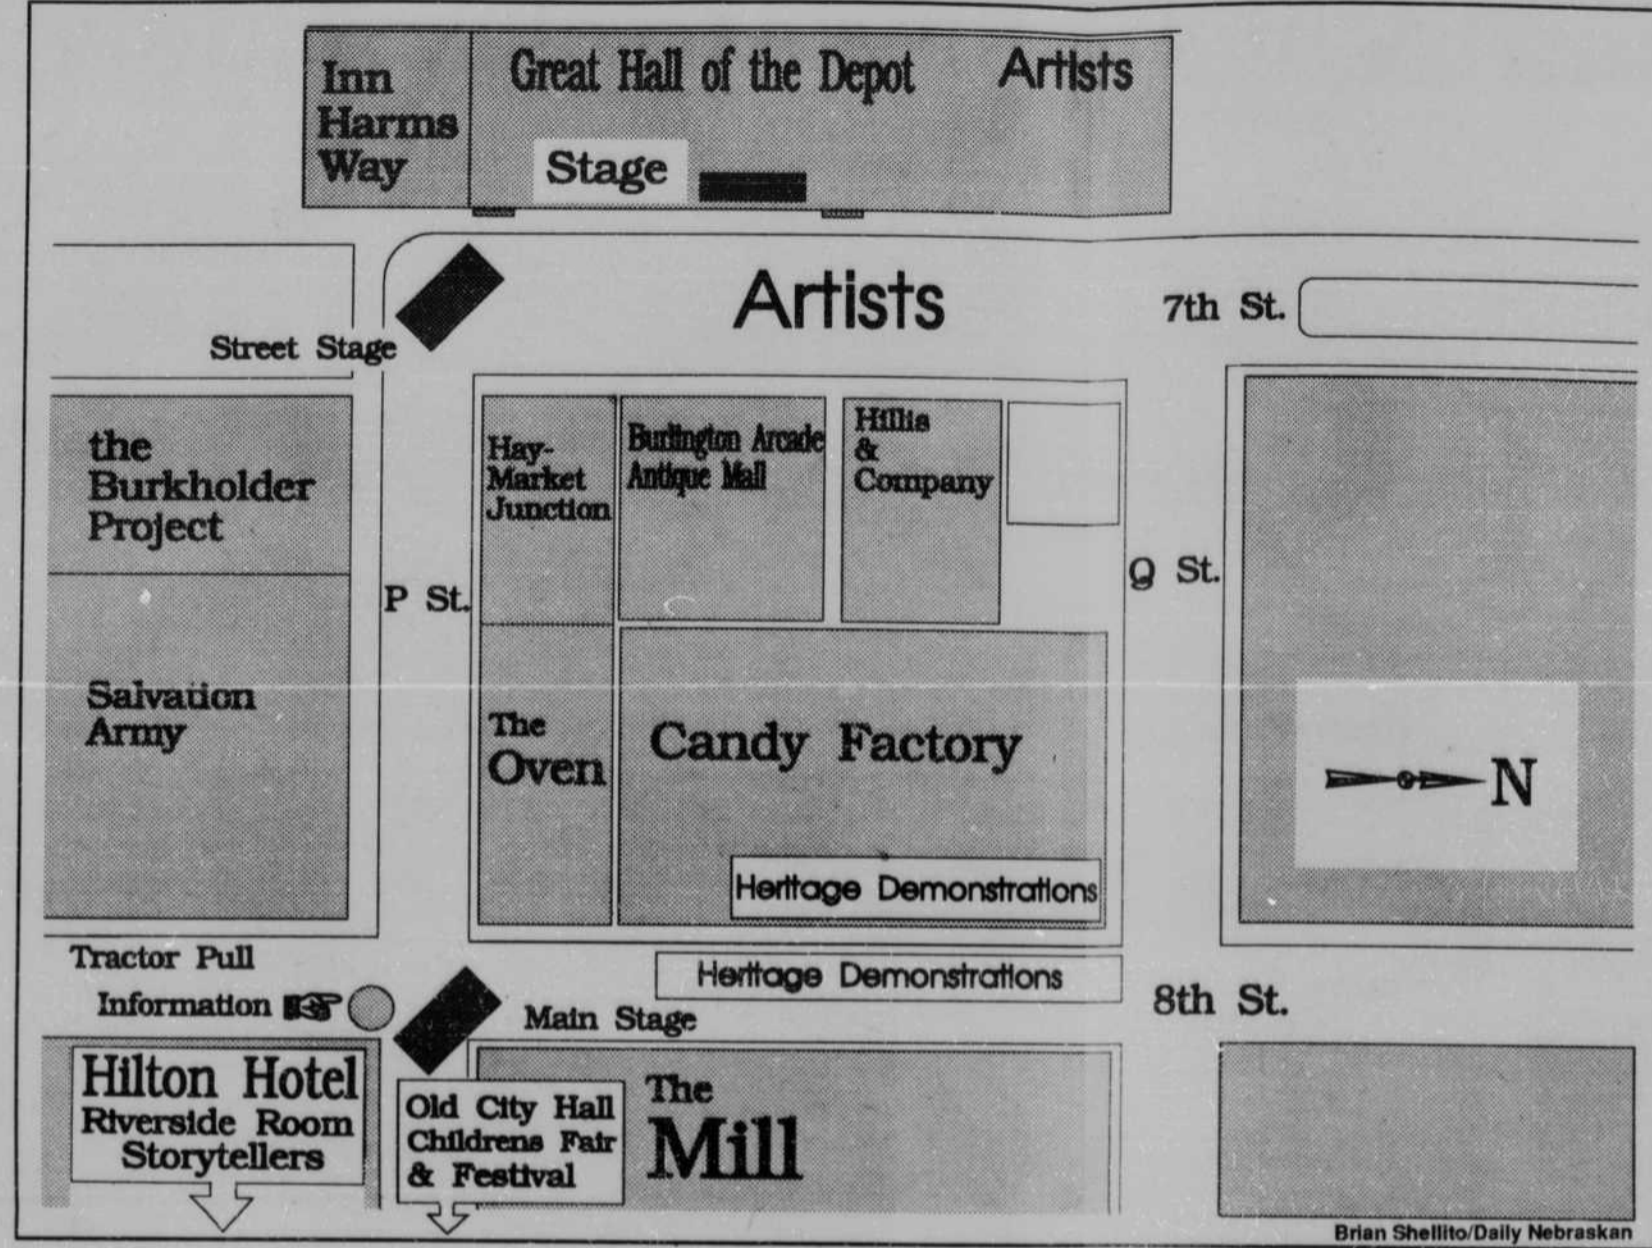 Inn
Harms
Way
Great Hall of the Depot
Artists
Stage
Artists
7th St.
Street Stage
the
Burkholder
Project
Hay-
Market
Junction
Burlington Arcade
Antique Mall
Hillis
&
Company
P St.
Q St.
Salvation
Army
The
Oven
Candy Factory
N
Heritage Demonstrations
Tractor Pull
Heritage Demonstrations
Information
Main Stage
8th St.
Hilton Hotel
Riverside Room
Storytellers
Old City Hall
Childrens Fair
& Festival
The
Mill
Brian Shellito/Daily Nebraskan